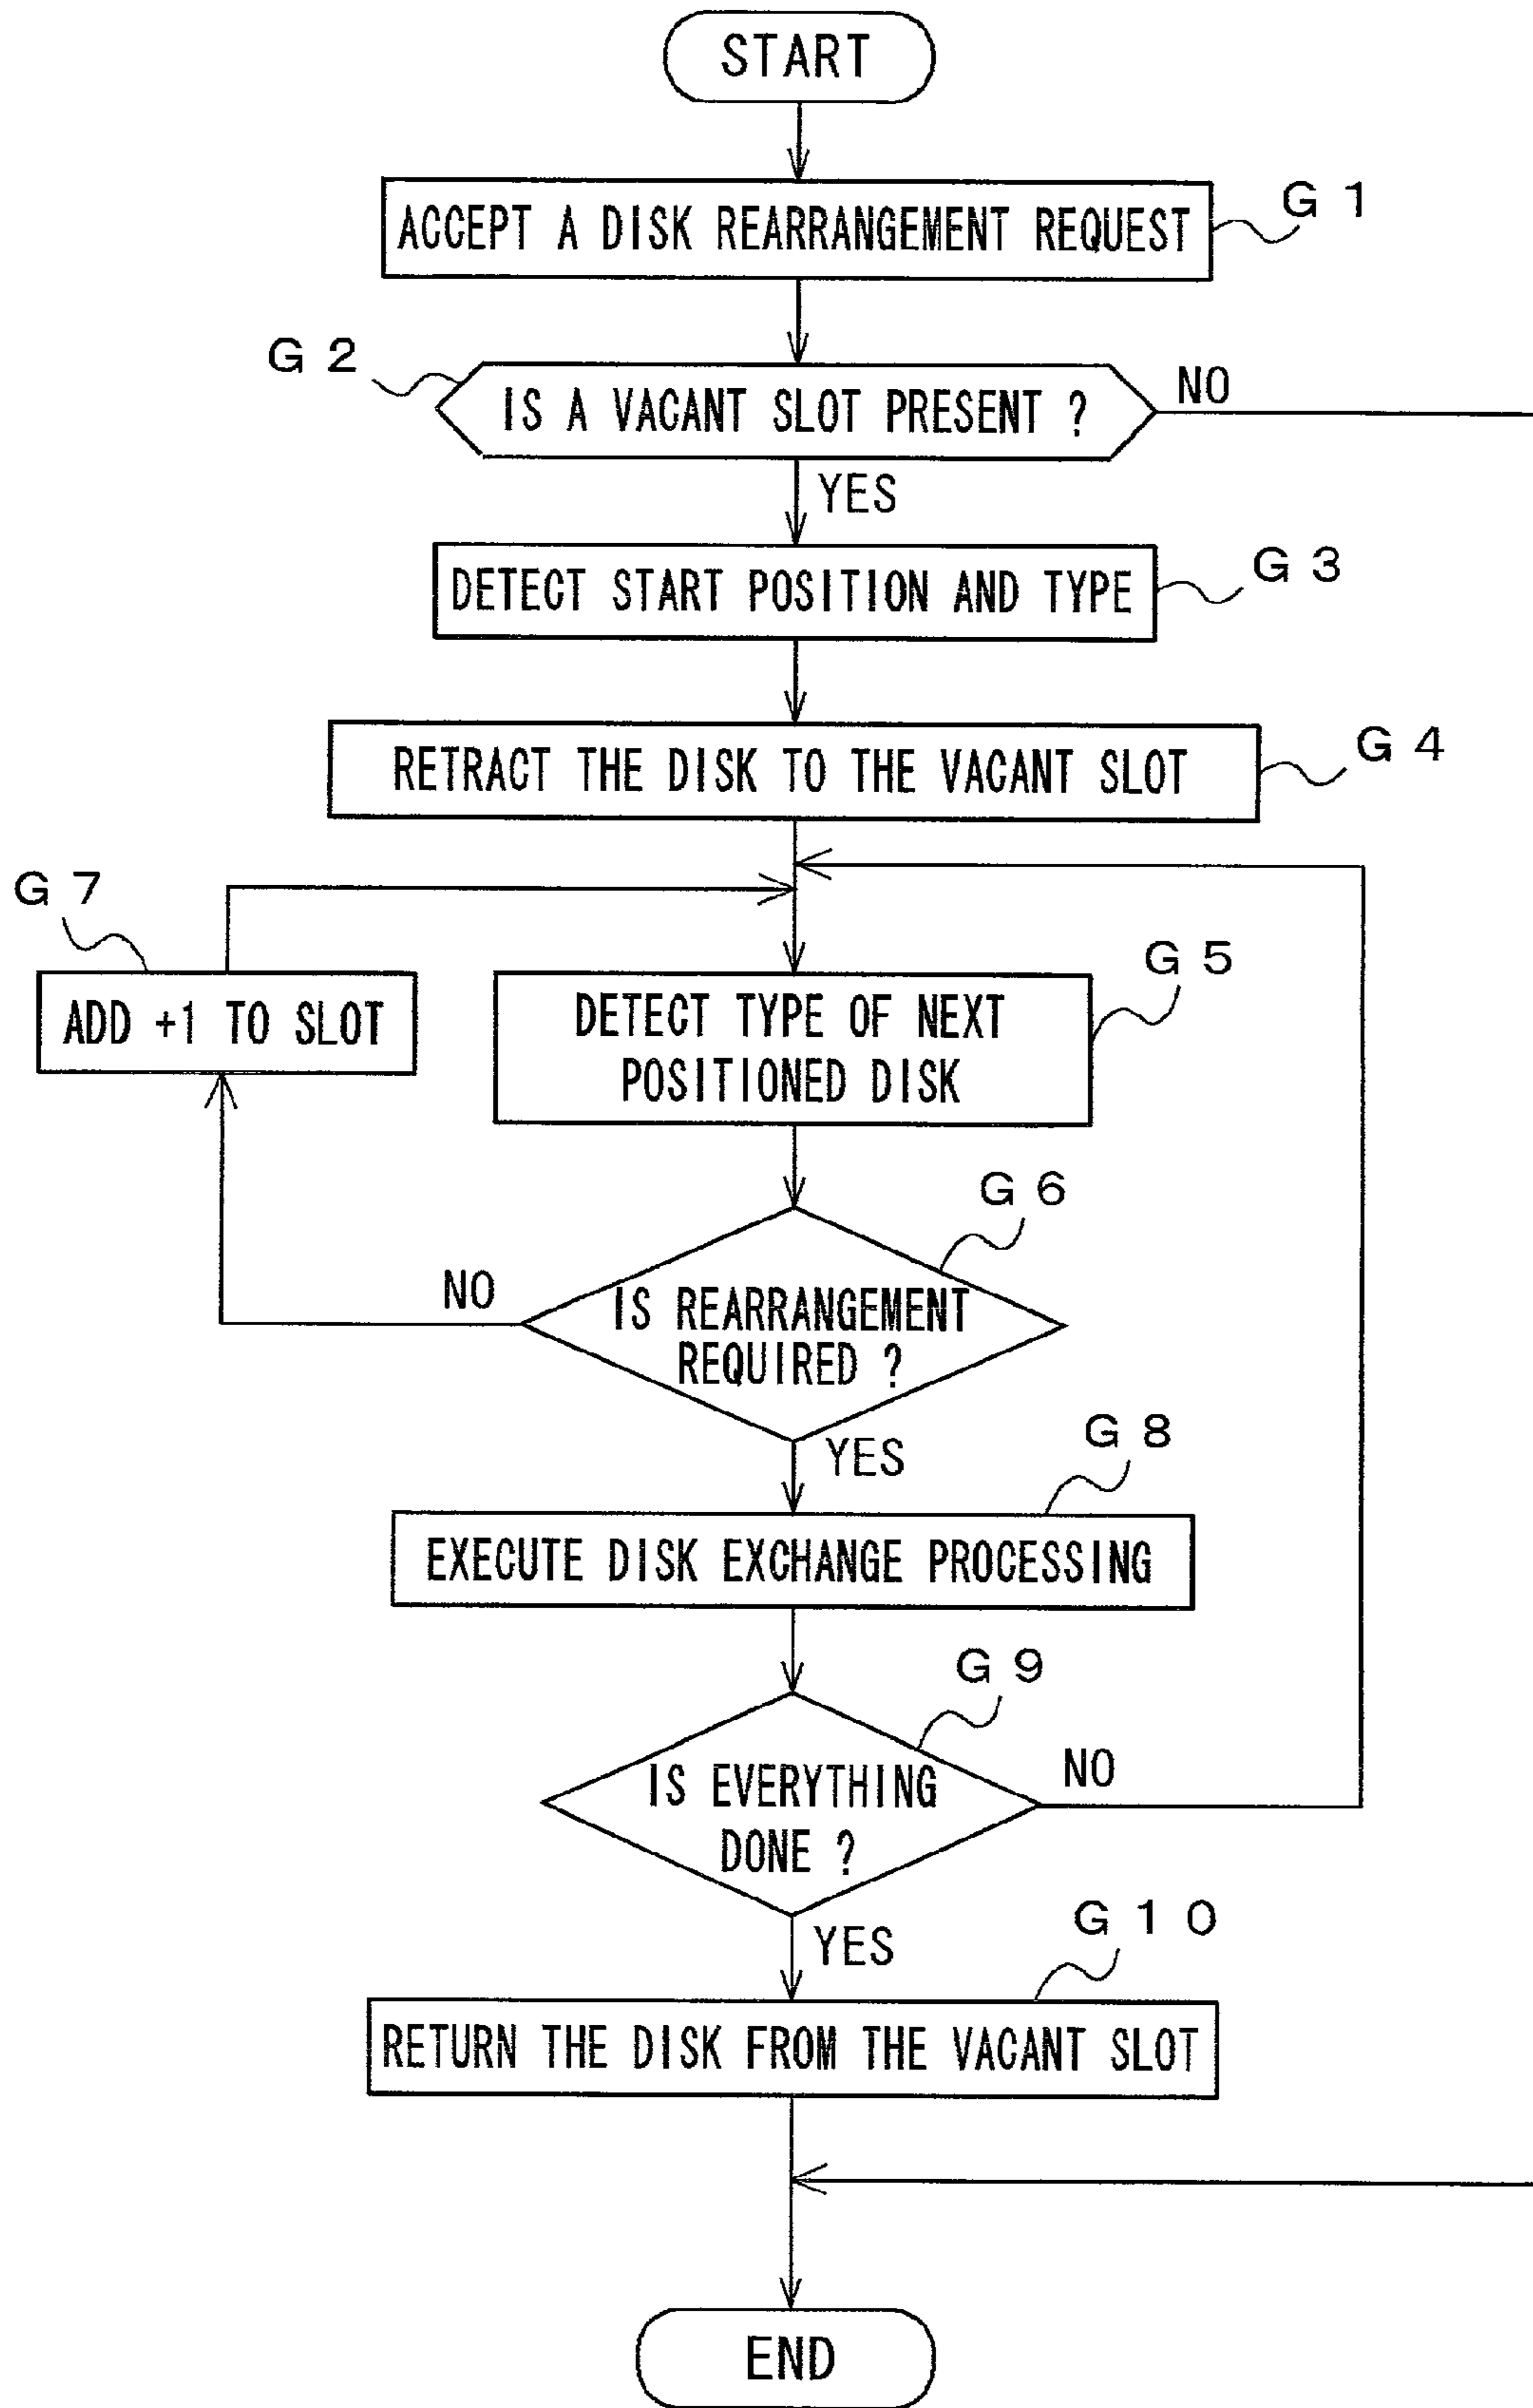 START
ACCEPT A DISK REARRANGEMENT REQUEST
G 1
G 2
IS A VACANT SLOT PRESENT ?
NO
YES
DETECT START POSITION AND TYPE
G 3
RETRACT THE DISK TO THE VACANT SLOT
G 4
G 7
ADD +1 TO SLOT
G 5
DETECT TYPE OF NEXT
POSITIONED DISK
G 6
NO
IS REARRANGEMENT
REQUIRED ?
YES
G 8
EXECUTE DISK EXCHANGE PROCESSING
G 9
IS EVERYTHING
DONE ?
NO
YES
G 1 0
RETURN THE DISK FROM THE VACANT SLOT
END